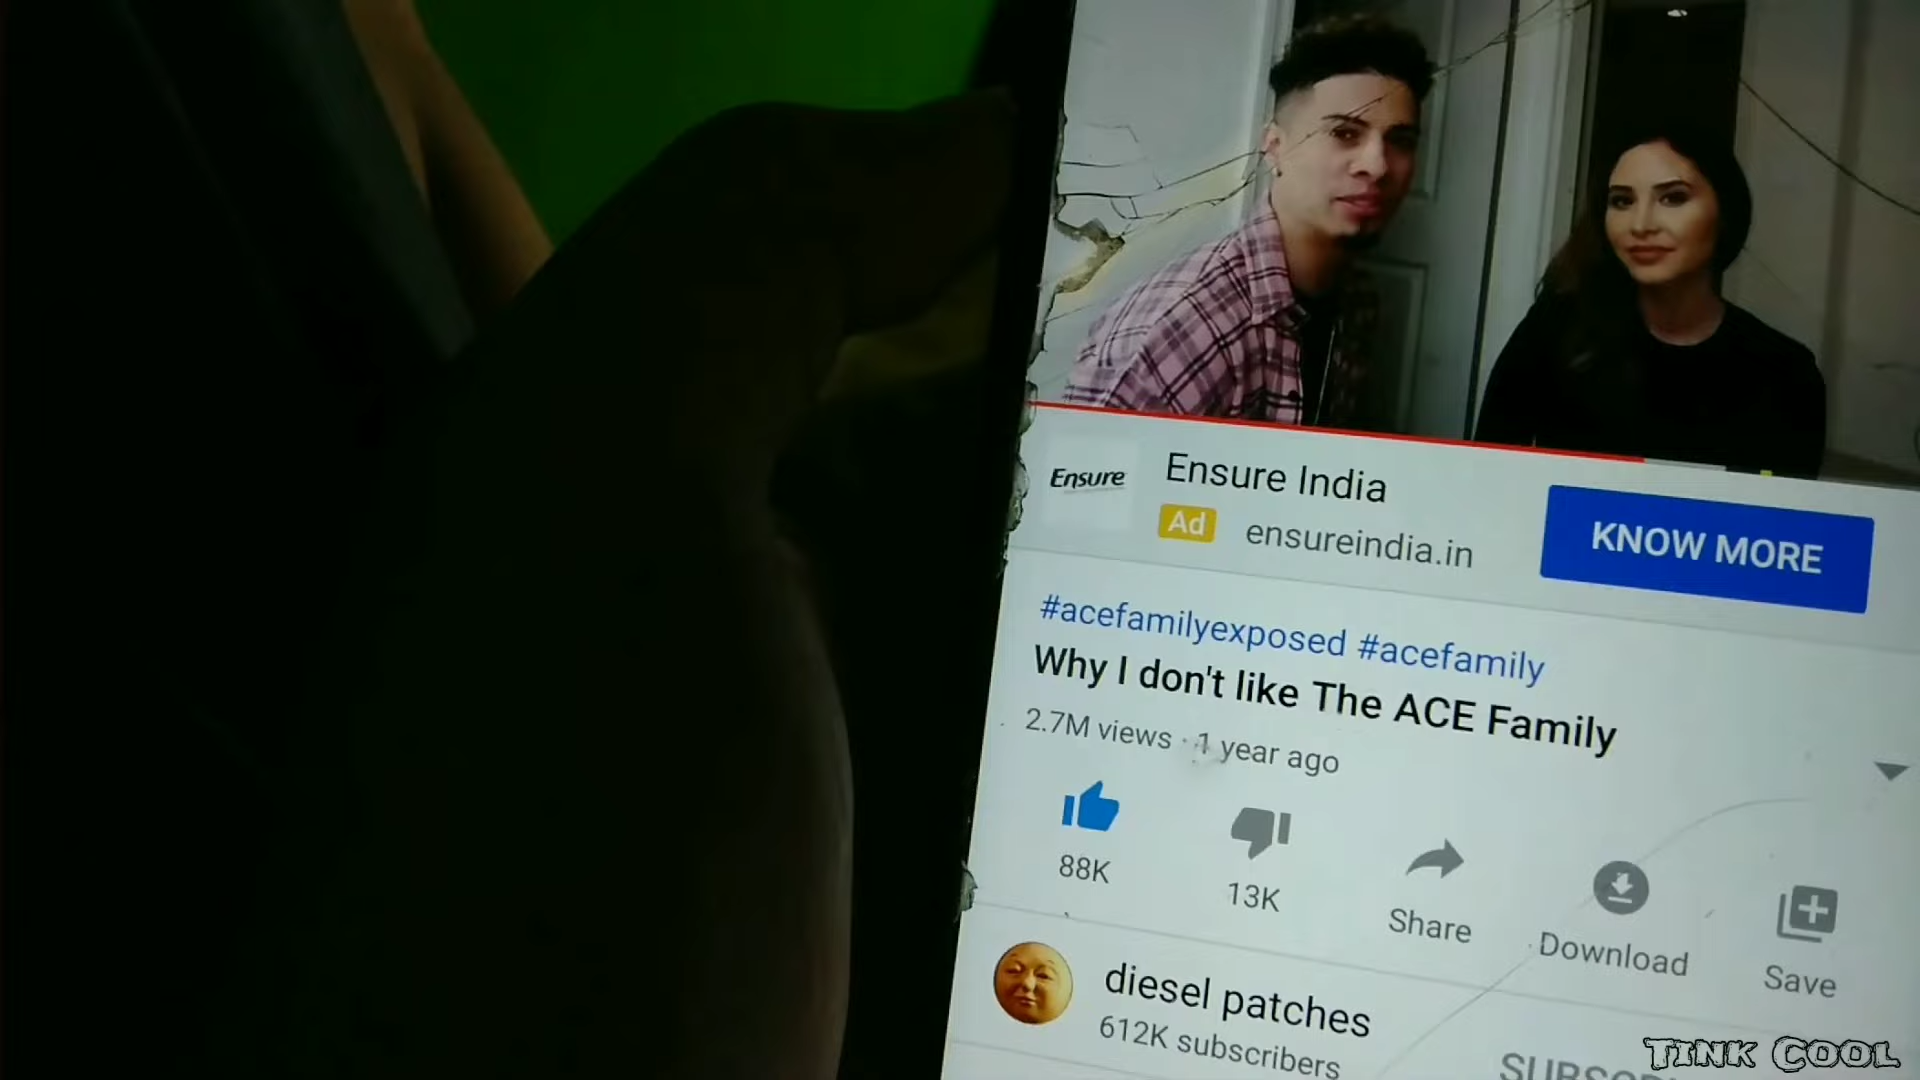 Ensure
Ensure India
Ad ensureindia.in
KNOW MORE
#acefamilyexposed #acefamily
Why I don't like The ACE Family
2.7M views · 1 year ago
88K
13K
Share
Download
Save
diesel patches
612K subscribers
TINK COOL